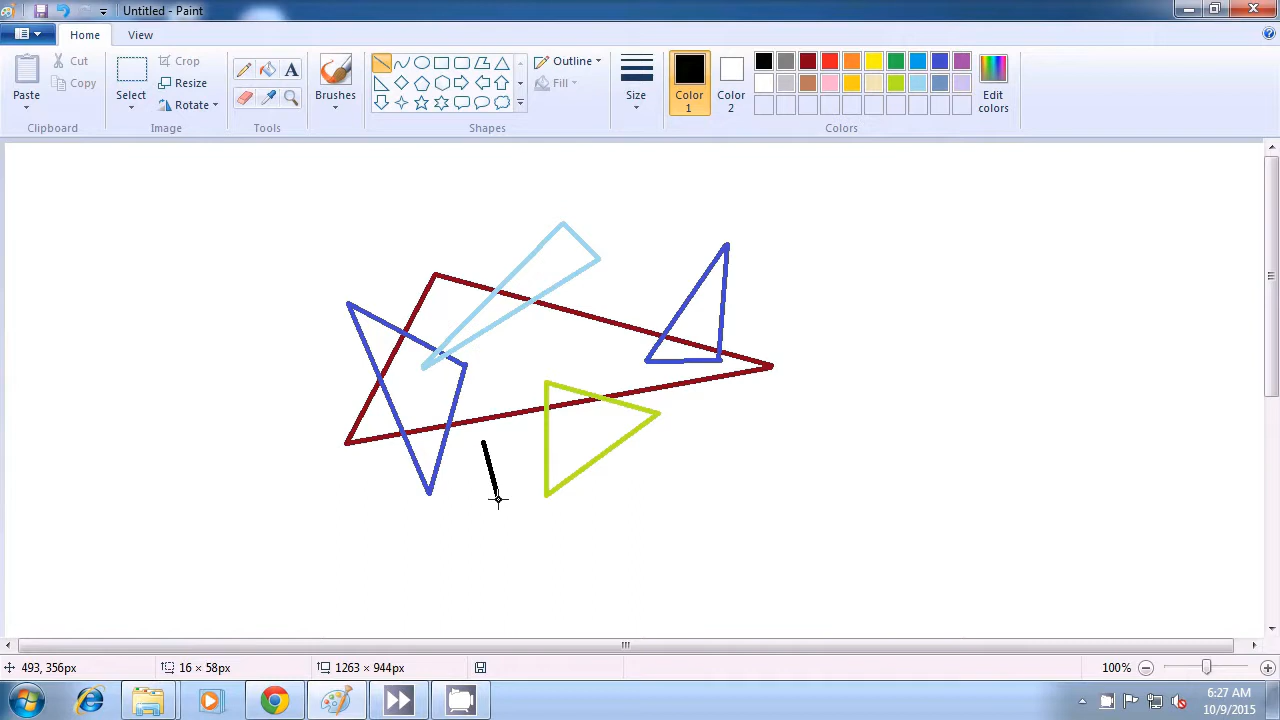 Untitled - Paint
Home View
Paste
Cut
Copy
Clipboard
Select
Crop
Resize
Rotate
Image
A
Tools
Brushes
Outline
Fill
Shapes
Size
Color 1
Color 2
Edit colors
Colors
493, 356px
16 × 58px
1263 × 944px
100%
6:27 AM
10/9/2015